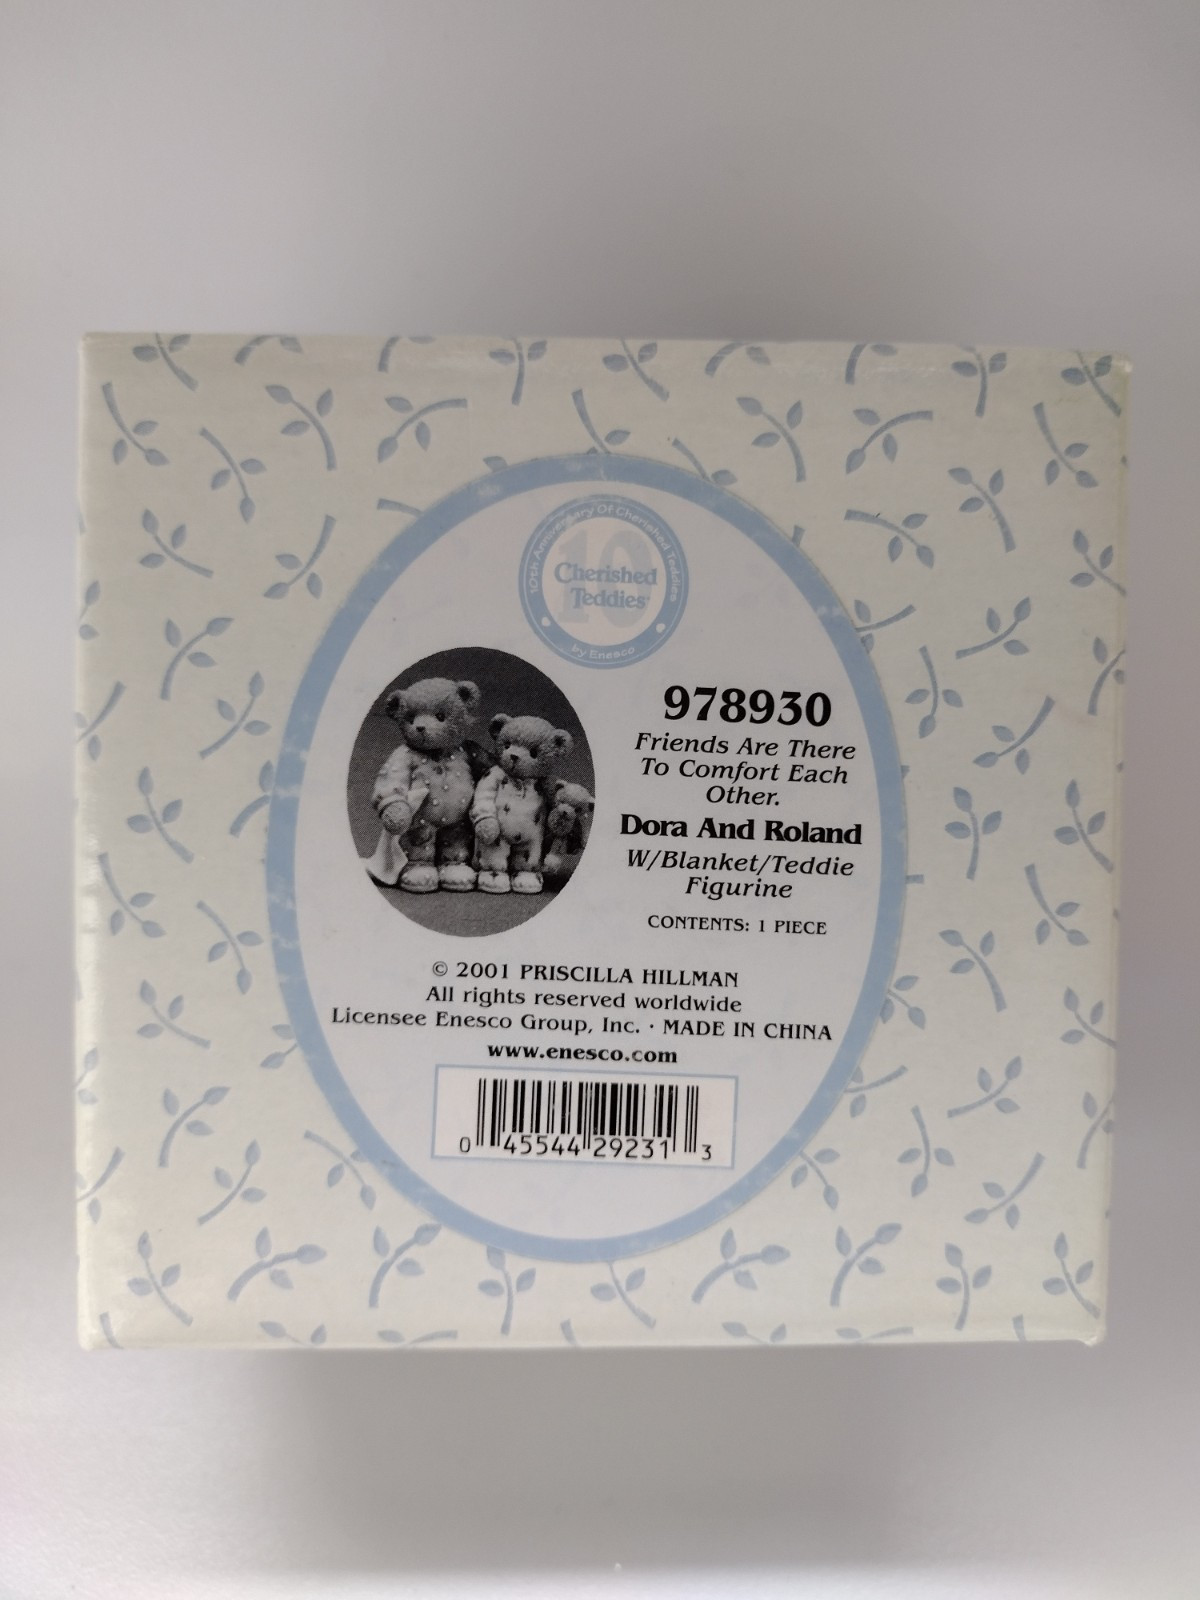 10th Anniversary Of Cherished Teddies
10
Cherished
Teddies
by Enesco
978930
Friends Are There
To Comfort Each
Other.
Dora And Roland
W/Blanket/Teddie
Figurine
CONTENTS: 1 PIECE
© 2001 PRISCILLA HILLMAN
All rights reserved worldwide
Licensee Enesco Group, Inc. · MADE IN CHINA
www.enesco.com
0 45544 29231 3